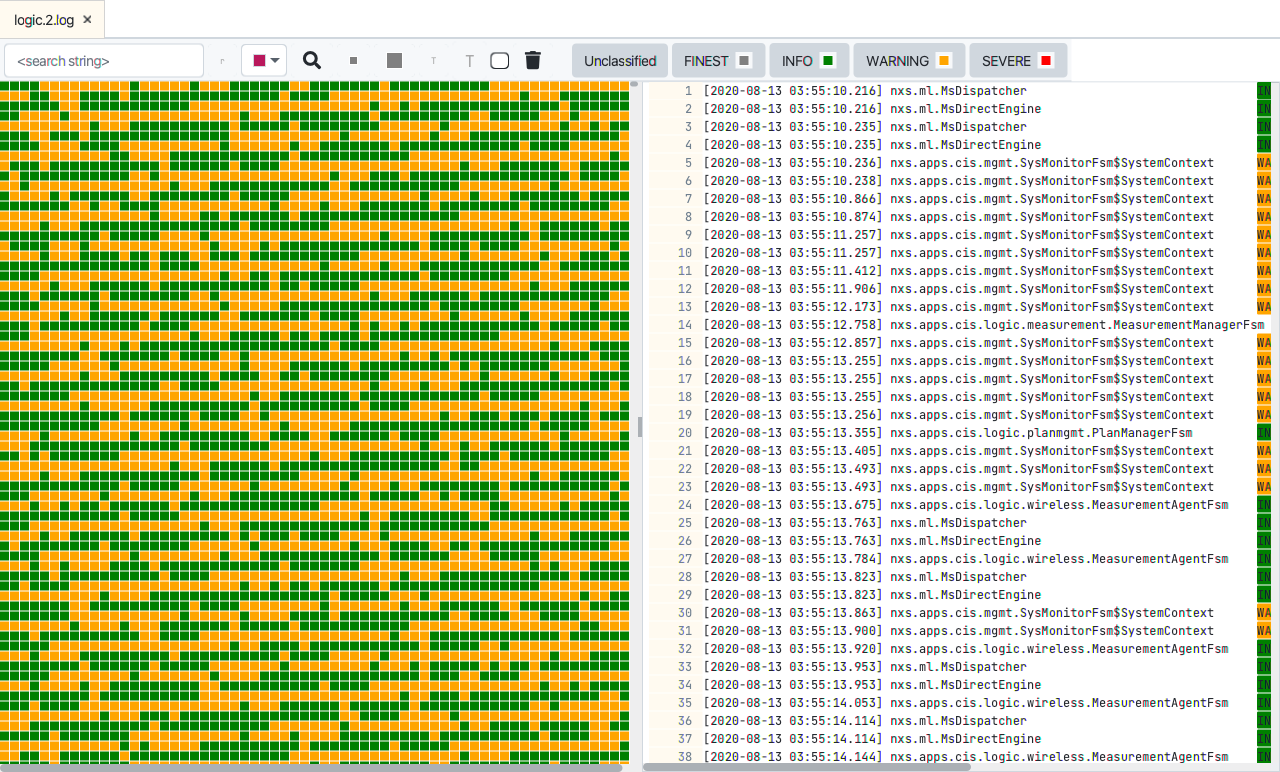 logic.2.log ×
<search string>
T T
Unclassified FINEST INFO WARNING SEVERE
1 [2020-08-13 03:55:10.216] nxs.ml.MsDispatcher IN
2 [2020-08-13 03:55:10.216] nxs.ml.MsDirectEngine IN
3 [2020-08-13 03:55:10.235] nxs.ml.MsDispatcher IN
4 [2020-08-13 03:55:10.235] nxs.ml.MsDirectEngine IN
5 [2020-08-13 03:55:10.236] nxs.apps.cis.mgmt.SysMonitorFsm$SystemContext WA
6 [2020-08-13 03:55:10.238] nxs.apps.cis.mgmt.SysMonitorFsm$SystemContext WA
7 [2020-08-13 03:55:10.866] nxs.apps.cis.mgmt.SysMonitorFsm$SystemContext WA
8 [2020-08-13 03:55:10.874] nxs.apps.cis.mgmt.SysMonitorFsm$SystemContext WA
9 [2020-08-13 03:55:11.257] nxs.apps.cis.mgmt.SysMonitorFsm$SystemContext WA
10 [2020-08-13 03:55:11.257] nxs.apps.cis.mgmt.SysMonitorFsm$SystemContext WA
11 [2020-08-13 03:55:11.412] nxs.apps.cis.mgmt.SysMonitorFsm$SystemContext WA
12 [2020-08-13 03:55:11.906] nxs.apps.cis.mgmt.SysMonitorFsm$SystemContext WA
13 [2020-08-13 03:55:12.173] nxs.apps.cis.mgmt.SysMonitorFsm$SystemContext WA
14 [2020-08-13 03:55:12.758] nxs.apps.cis.logic.measurement.MeasurementManagerFsm
15 [2020-08-13 03:55:12.857] nxs.apps.cis.mgmt.SysMonitorFsm$SystemContext WA
16 [2020-08-13 03:55:13.255] nxs.apps.cis.mgmt.SysMonitorFsm$SystemContext WA
17 [2020-08-13 03:55:13.255] nxs.apps.cis.mgmt.SysMonitorFsm$SystemContext WA
18 [2020-08-13 03:55:13.255] nxs.apps.cis.mgmt.SysMonitorFsm$SystemContext WA
19 [2020-08-13 03:55:13.256] nxs.apps.cis.mgmt.SysMonitorFsm$SystemContext WA
20 [2020-08-13 03:55:13.355] nxs.apps.cis.logic.planmgmt.PlanManagerFsm IN
21 [2020-08-13 03:55:13.405] nxs.apps.cis.mgmt.SysMonitorFsm$SystemContext WA
22 [2020-08-13 03:55:13.493] nxs.apps.cis.mgmt.SysMonitorFsm$SystemContext WA
23 [2020-08-13 03:55:13.493] nxs.apps.cis.mgmt.SysMonitorFsm$SystemContext WA
24 [2020-08-13 03:55:13.675] nxs.apps.cis.logic.wireless.MeasurementAgentFsm IN
25 [2020-08-13 03:55:13.763] nxs.ml.MsDispatcher IN
26 [2020-08-13 03:55:13.763] nxs.ml.MsDirectEngine IN
27 [2020-08-13 03:55:13.784] nxs.apps.cis.logic.wireless.MeasurementAgentFsm IN
28 [2020-08-13 03:55:13.823] nxs.ml.MsDispatcher IN
29 [2020-08-13 03:55:13.823] nxs.ml.MsDirectEngine IN
30 [2020-08-13 03:55:13.863] nxs.apps.cis.mgmt.SysMonitorFsm$SystemContext WA
31 [2020-08-13 03:55:13.900] nxs.apps.cis.mgmt.SysMonitorFsm$SystemContext WA
32 [2020-08-13 03:55:13.920] nxs.apps.cis.logic.wireless.MeasurementAgentFsm IN
33 [2020-08-13 03:55:13.953] nxs.ml.MsDispatcher IN
34 [2020-08-13 03:55:13.953] nxs.ml.MsDirectEngine IN
35 [2020-08-13 03:55:14.053] nxs.apps.cis.logic.wireless.MeasurementAgentFsm IN
36 [2020-08-13 03:55:14.114] nxs.ml.MsDispatcher IN
37 [2020-08-13 03:55:14.114] nxs.ml.MsDirectEngine IN
38 [2020-08-13 03:55:14.144] nxs.apps.cis.logic.wireless.MeasurementAgentFsm IN